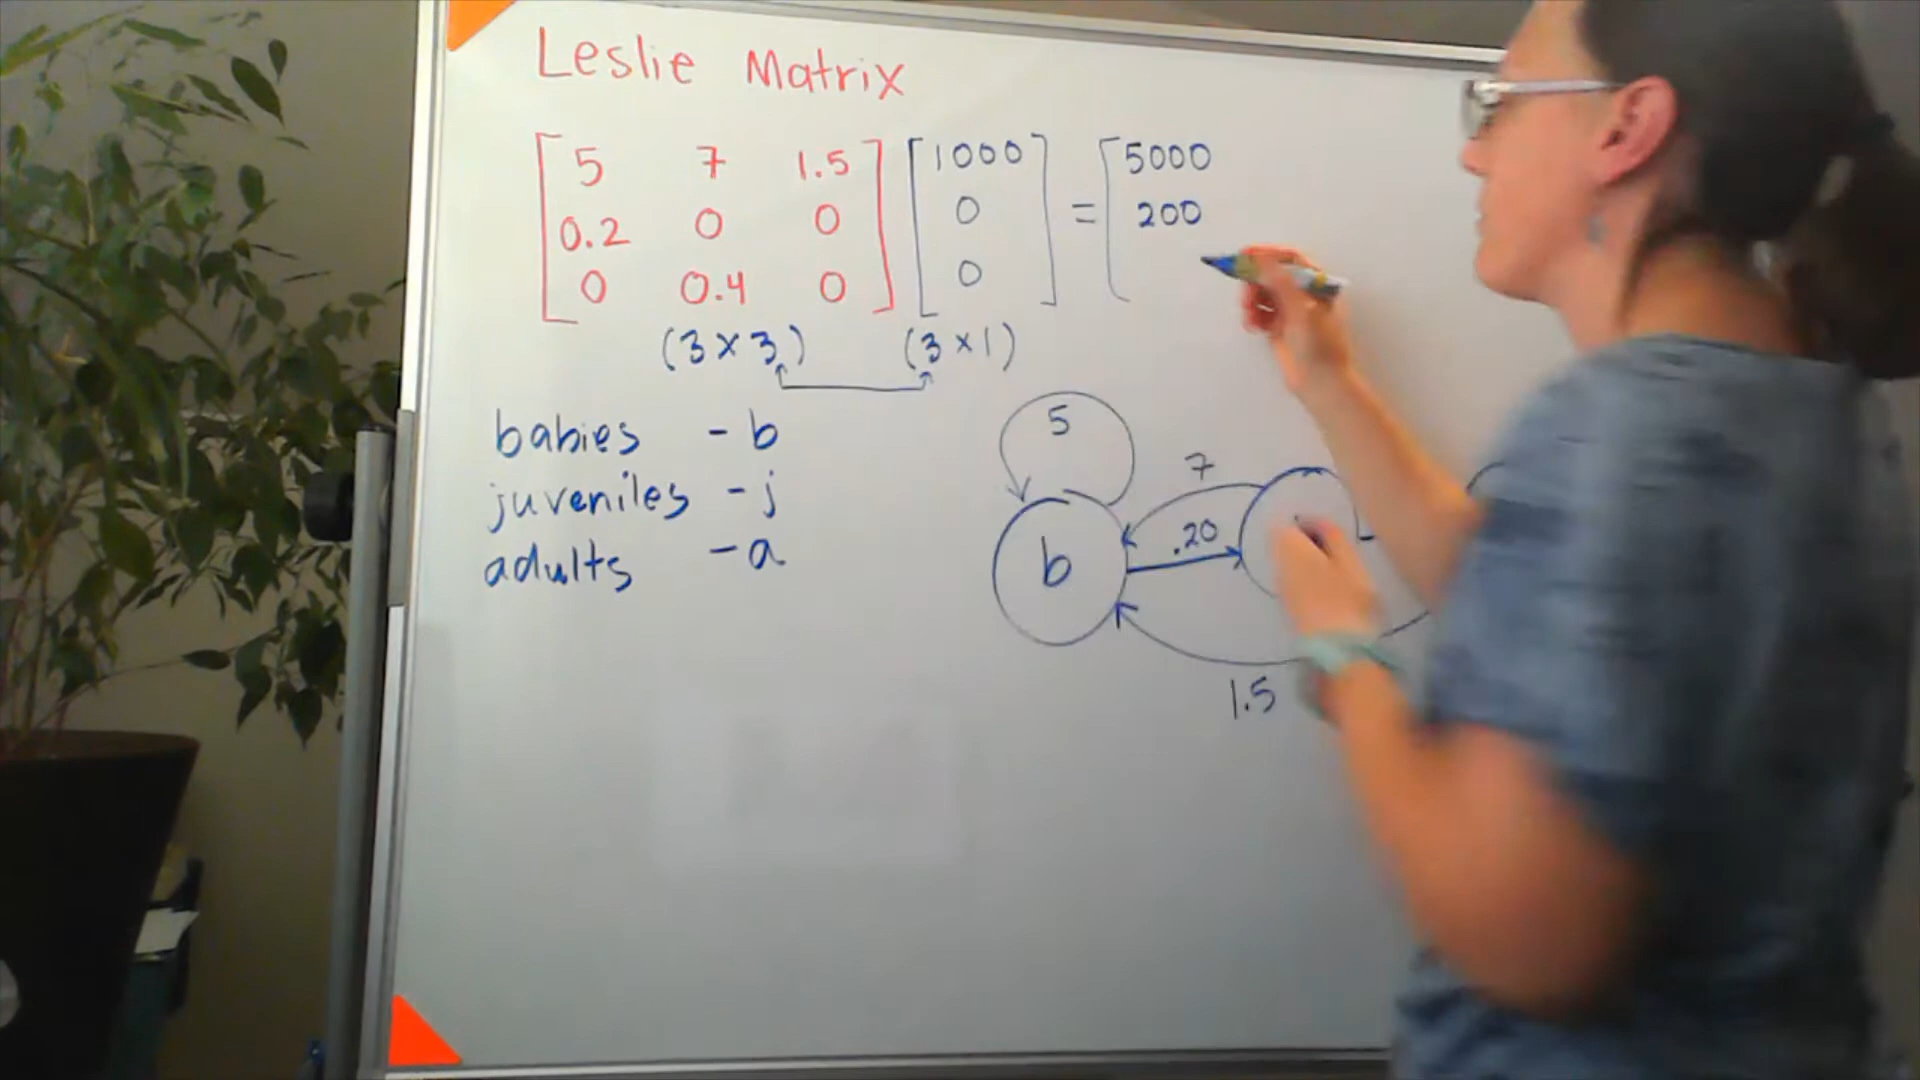 Leslie Matrix
5 7 1.5 1000 5000
0.2 0 0 0 = 200
0 0.4 0 0
(3×3) (3×1)
babies - b
juveniles - j
adults - a
5
7
.20
b
1.5